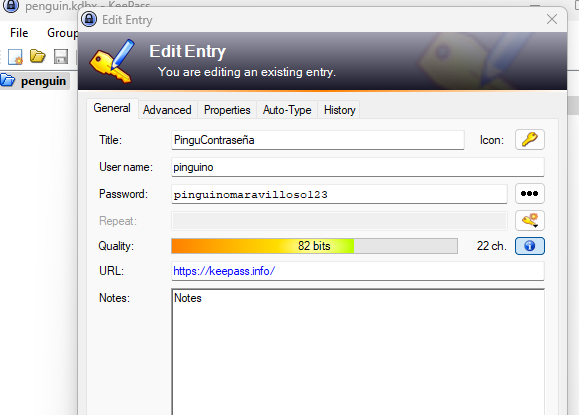 penguin.kdbx - KeePass
Edit Entry
File Group
Edit Entry
You are editing an existing entry.
penguin
General Advanced Properties Auto-Type History
Title: PinguContraseña Icon:
User name: pinguino
Password: pinguinomaravilloso123
Repeat:
Quality: 82 bits 22 ch.
URL: https://keepass.info/
Notes: Notes